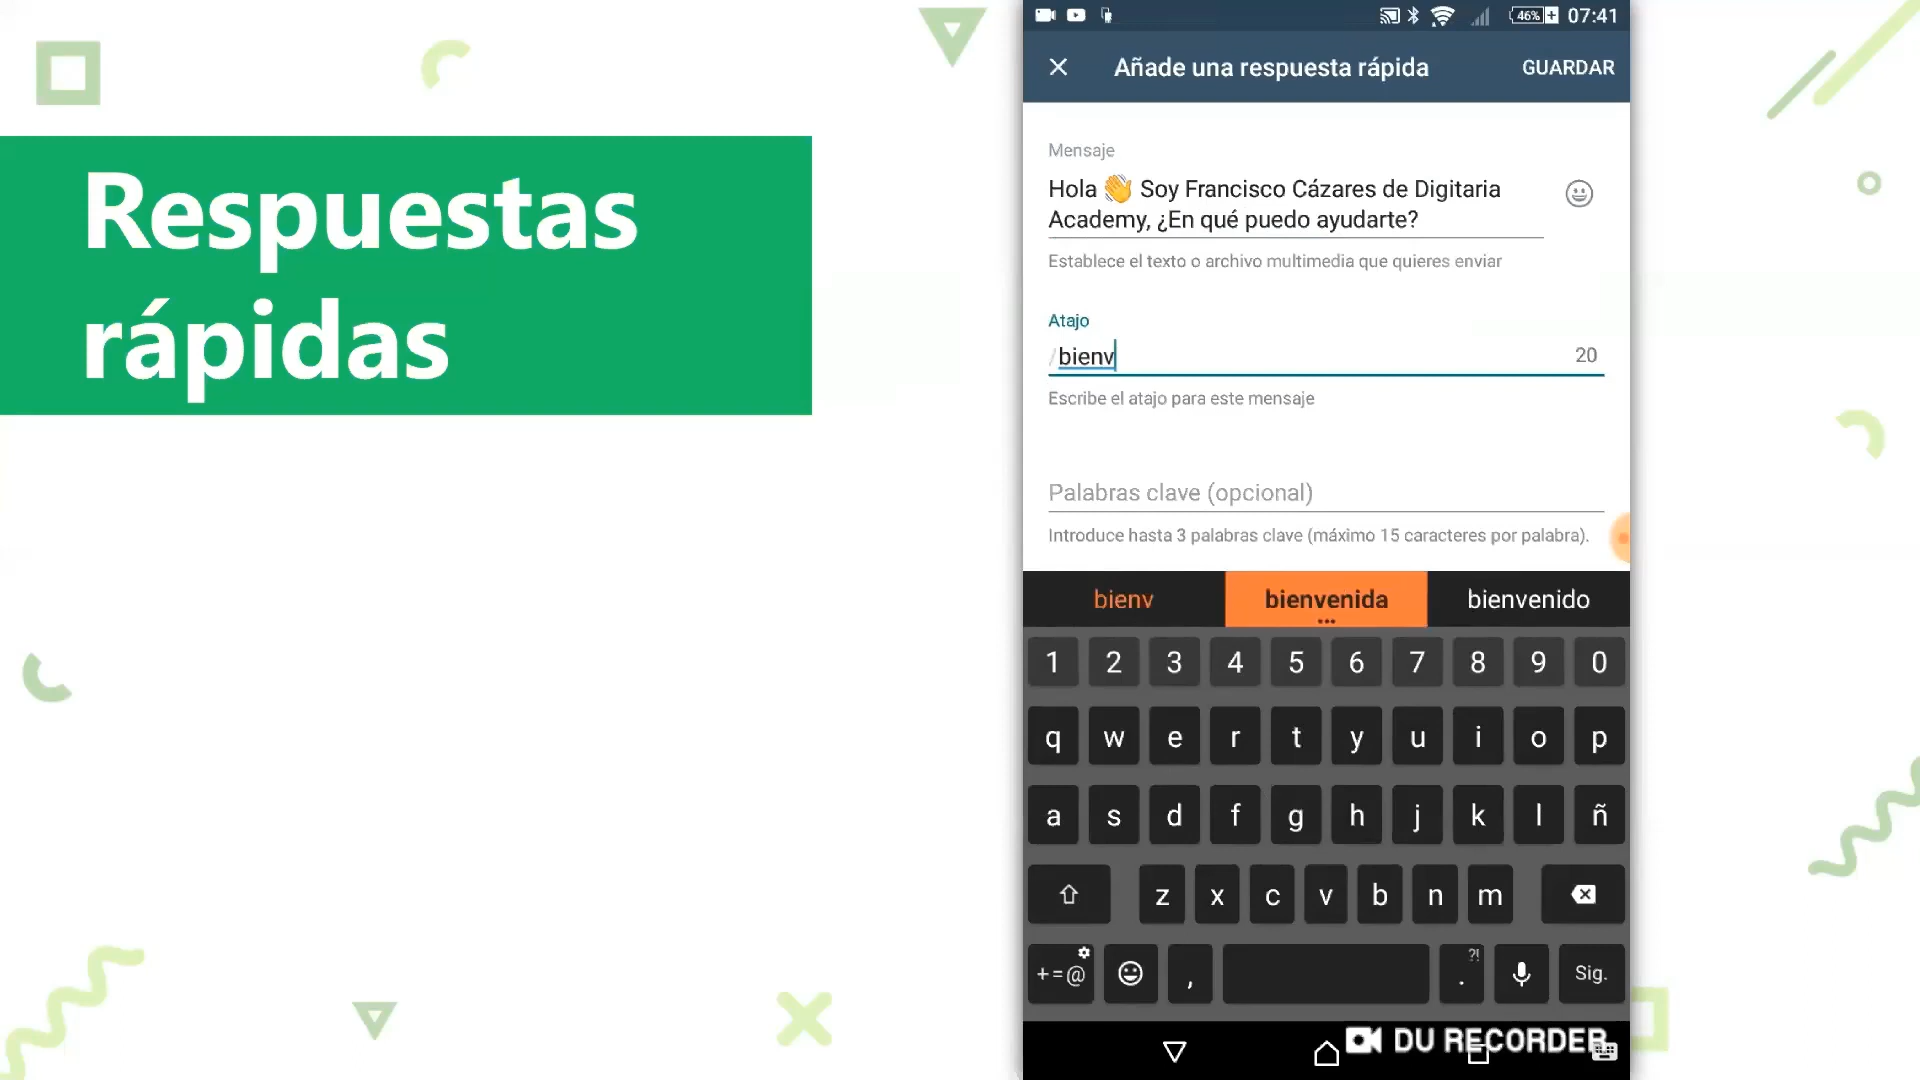 Respuestas
rápidas
46% 07:41
Añade una respuesta rápida GUARDAR
Mensaje
Hola 👋 Soy Francisco Cázares de Digitaria
Academy, ¿En qué puedo ayudarte?
Establece el texto o archivo multimedia que quieres enviar
Atajo
/bienv 20
Escribe el atajo para este mensaje
Palabras clave (opcional)
Introduce hasta 3 palabras clave (máximo 15 caracteres por palabra).
bienv bienvenida bienvenido
1 2 3 4 5 6 7 8 9 0
q w e r t y u i o p
a s d f g h j k l ñ
z x c v b n m
+=@ , . ?! Sig.
DU RECORDER